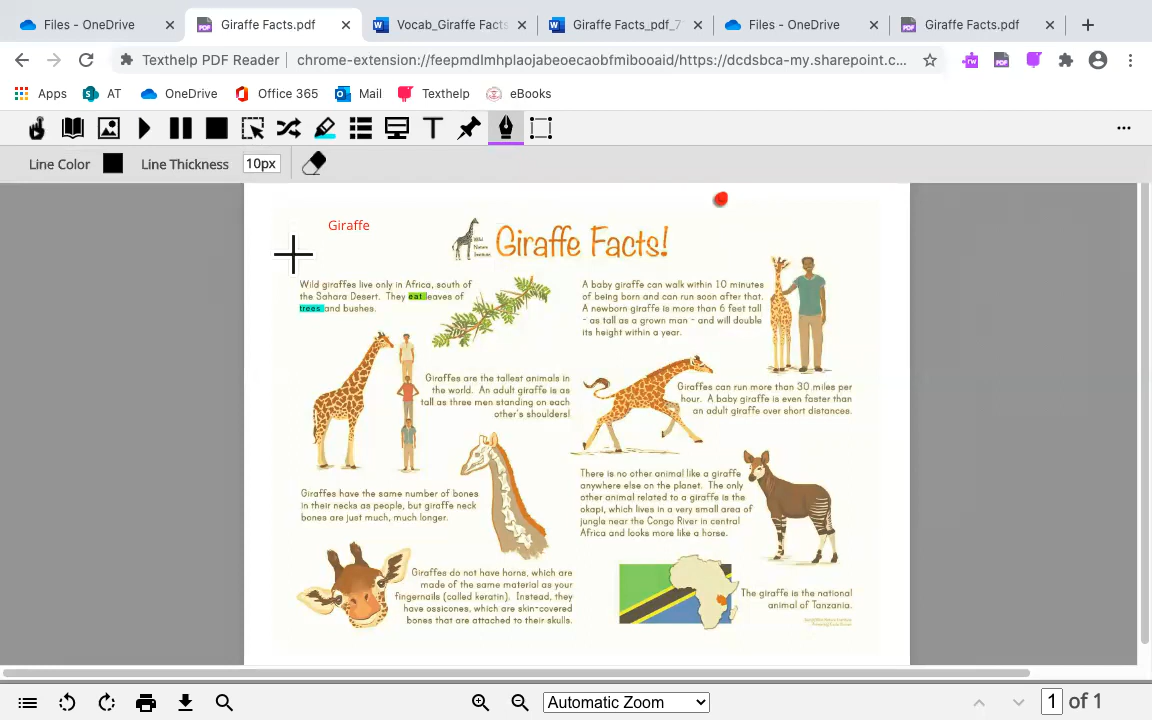 Files - OneDrive
Giraffe Facts.pdf
Vocab_Giraffe Facts
Giraffe Facts_pdf_7
Files - OneDrive
Giraffe Facts.pdf
Texthelp PDF Reader
chrome-extension://feepmdlmhplaojabeoecaobfmibooaid/https://dcdsbca-my.sharepoint.c...
Apps
AT
OneDrive
Office 365
Mail
Texthelp
eBooks
Line Color
Line Thickness
10px
Giraffe
Wild
Nature
Institute
Giraffe Facts!
Wild giraffes live only in Africa, south of
the Sahara Desert. They eat leaves of
trees and bushes.
A baby giraffe can walk within 10 minutes
of being born and can run soon after that.
A newborn giraffe is more than 6 feet tall
- as tall as a grown man - and will double
its height within a year.
Giraffes are the tallest animals in
the world. An adult giraffe is as
tall as three men standing on each
other's shoulders!
Giraffes can run more than 30 miles per
hour. A baby giraffe is even faster than
an adult giraffe over short distances.
Giraffes have the same number of bones
in their necks as people, but giraffe neck
bones are just much, much longer.
There is no other animal like a giraffe
anywhere else on the planet. The only
other animal related to a giraffe is the
okapi, which lives in a very small area of
jungle near the Congo River in central
Africa and looks more like a horse.
Giraffes do not have horns, which are
made of the same material as your
fingernails (called keratin). Instead, they
have ossicones, which are skin-covered
bones that are attached to their skulls.
The giraffe is the national
animal of Tanzania.
Automatic Zoom
1 of 1